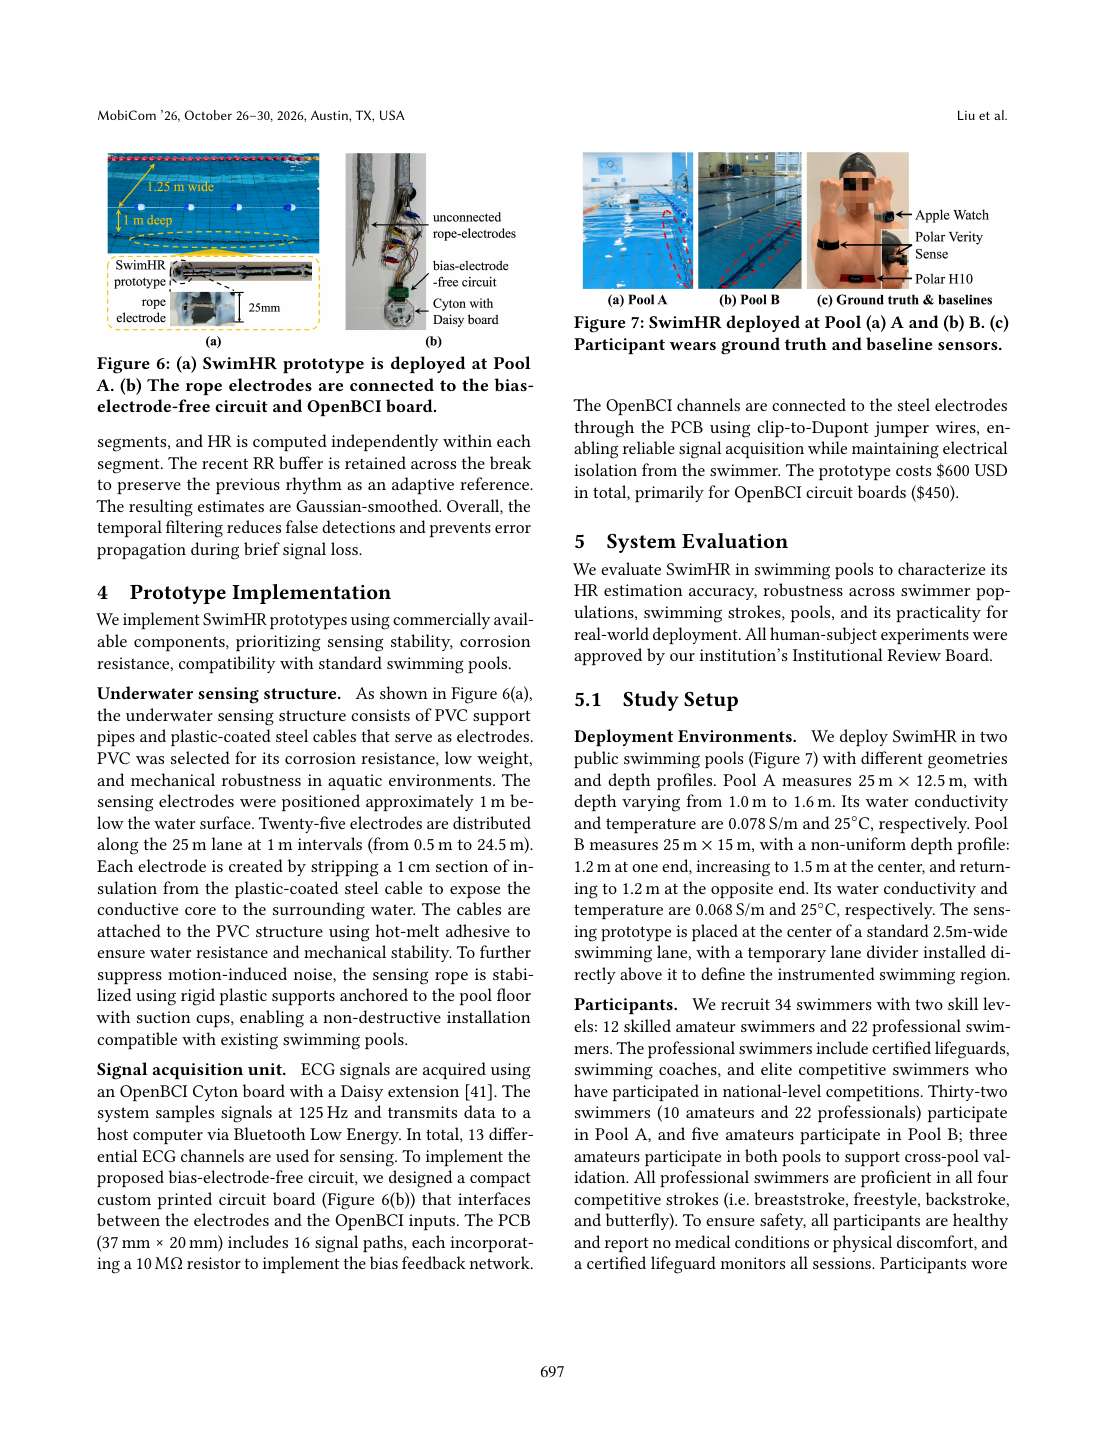 MobiCom ’26, October 26–30, 2026, Austin, TX, USA
Liu et al.
1.25 m wide
1 m deep
SwimHR
prototype
rope
electrode
25mm
(a)
unconnected
rope-electrodes
bias-electrode
-free circuit
Cyton with
Daisy board
(b)
Figure 6: (a) SwimHR prototype is deployed at Pool
A. (b) The rope electrodes are connected to the bias-
electrode-free circuit and OpenBCI board.
segments, and HR is computed independently within each
segment. The recent RR buffer is retained across the break
to preserve the previous rhythm as an adaptive reference.
The resulting estimates are Gaussian-smoothed. Overall, the
temporal filtering reduces false detections and prevents error
propagation during brief signal loss.
4 Prototype Implementation
We implement SwimHR prototypes using commercially avail-
able components, prioritizing sensing stability, corrosion
resistance, compatibility with standard swimming pools.
Underwater sensing structure. As shown in Figure 6(a),
the underwater sensing structure consists of PVC support
pipes and plastic-coated steel cables that serve as electrodes.
PVC was selected for its corrosion resistance, low weight,
and mechanical robustness in aquatic environments. The
sensing electrodes were positioned approximately 1 m be-
low the water surface. Twenty-five electrodes are distributed
along the 25 m lane at 1 m intervals (from 0.5 m to 24.5 m).
Each electrode is created by stripping a 1 cm section of in-
sulation from the plastic-coated steel cable to expose the
conductive core to the surrounding water. The cables are
attached to the PVC structure using hot-melt adhesive to
ensure water resistance and mechanical stability. To further
suppress motion-induced noise, the sensing rope is stabi-
lized using rigid plastic supports anchored to the pool floor
with suction cups, enabling a non-destructive installation
compatible with existing swimming pools.
Signal acquisition unit. ECG signals are acquired using
an OpenBCI Cyton board with a Daisy extension [41]. The
system samples signals at 125 Hz and transmits data to a
host computer via Bluetooth Low Energy. In total, 13 differ-
ential ECG channels are used for sensing. To implement the
proposed bias-electrode-free circuit, we designed a compact
custom printed circuit board (Figure 6(b)) that interfaces
between the electrodes and the OpenBCI inputs. The PCB
(37 mm × 20 mm) includes 16 signal paths, each incorporat-
ing a 10 MΩ resistor to implement the bias feedback network.
Apple Watch
Polar Verity
Sense
Polar H10
(a) Pool A
(b) Pool B
(c) Ground truth & baselines
Figure 7: SwimHR deployed at Pool (a) A and (b) B. (c)
Participant wears ground truth and baseline sensors.
The OpenBCI channels are connected to the steel electrodes
through the PCB using clip-to-Dupont jumper wires, en-
abling reliable signal acquisition while maintaining electrical
isolation from the swimmer. The prototype costs $600 USD
in total, primarily for OpenBCI circuit boards ($450).
5 System Evaluation
We evaluate SwimHR in swimming pools to characterize its
HR estimation accuracy, robustness across swimmer pop-
ulations, swimming strokes, pools, and its practicality for
real-world deployment. All human-subject experiments were
approved by our institution’s Institutional Review Board.
5.1 Study Setup
Deployment Environments. We deploy SwimHR in two
public swimming pools (Figure 7) with different geometries
and depth profiles. Pool A measures 25 m × 12.5 m, with
depth varying from 1.0 m to 1.6 m. Its water conductivity
and temperature are 0.078 S/m and 25°C, respectively. Pool
B measures 25 m × 15 m, with a non-uniform depth profile:
1.2 m at one end, increasing to 1.5 m at the center, and return-
ing to 1.2 m at the opposite end. Its water conductivity and
temperature are 0.068 S/m and 25°C, respectively. The sens-
ing prototype is placed at the center of a standard 2.5m-wide
swimming lane, with a temporary lane divider installed di-
rectly above it to define the instrumented swimming region.
Participants. We recruit 34 swimmers with two skill lev-
els: 12 skilled amateur swimmers and 22 professional swim-
mers. The professional swimmers include certified lifeguards,
swimming coaches, and elite competitive swimmers who
have participated in national-level competitions. Thirty-two
swimmers (10 amateurs and 22 professionals) participate
in Pool A, and five amateurs participate in Pool B; three
amateurs participate in both pools to support cross-pool val-
idation. All professional swimmers are proficient in all four
competitive strokes (i.e. breaststroke, freestyle, backstroke,
and butterfly). To ensure safety, all participants are healthy
and report no medical conditions or physical discomfort, and
a certified lifeguard monitors all sessions. Participants wore
697